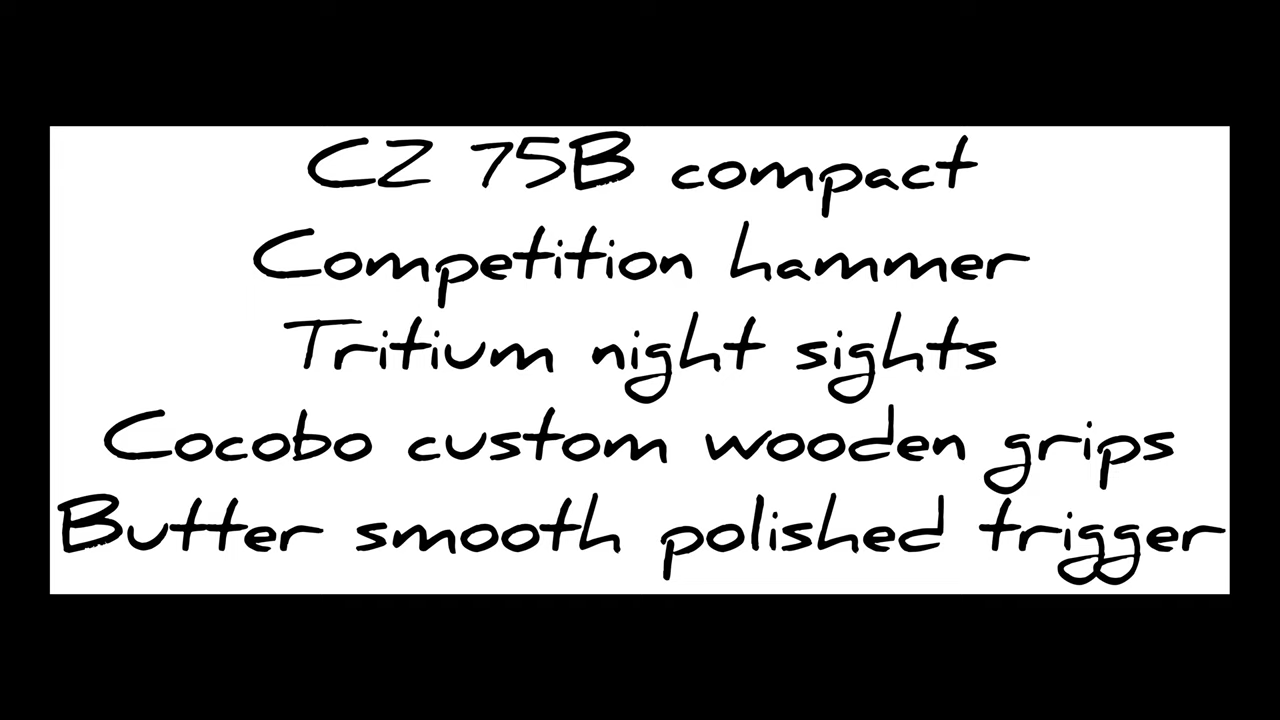 CZ 75B compact
Competition hammer
Tritium night sights
Cocobo custom wooden grips
Butter smooth polished trigger